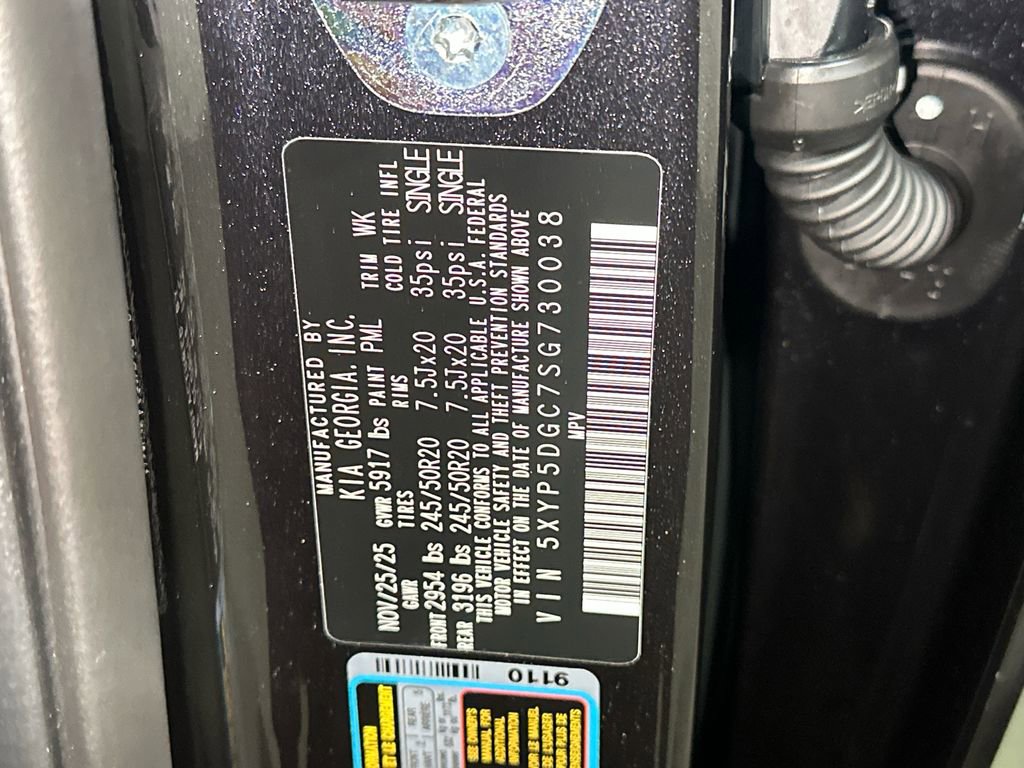 MANUFACTURED BY
KIA GEORGIA, INC.
NOV/25/25 GVWR 5917 lbs PAINT PML TRIM WK
GAWR TIRES RIMS COLD TIRE INFL
FRONT 2954 lbs 245/50R20 7.5Jx20 35psi SINGLE
REAR 3196 lbs 245/50R20 7.5Jx20 35psi SINGLE
THIS VEHICLE CONFORMS TO ALL APPLICABLE U.S.A. FEDERAL
MOTOR VEHICLE SAFETY AND THEFT PREVENTION STANDARDS
IN EFFECT ON THE DATE OF MANUFACTURE SHOWN ABOVE
VIN 5XYP5DGC7SG730038
MPV
9110